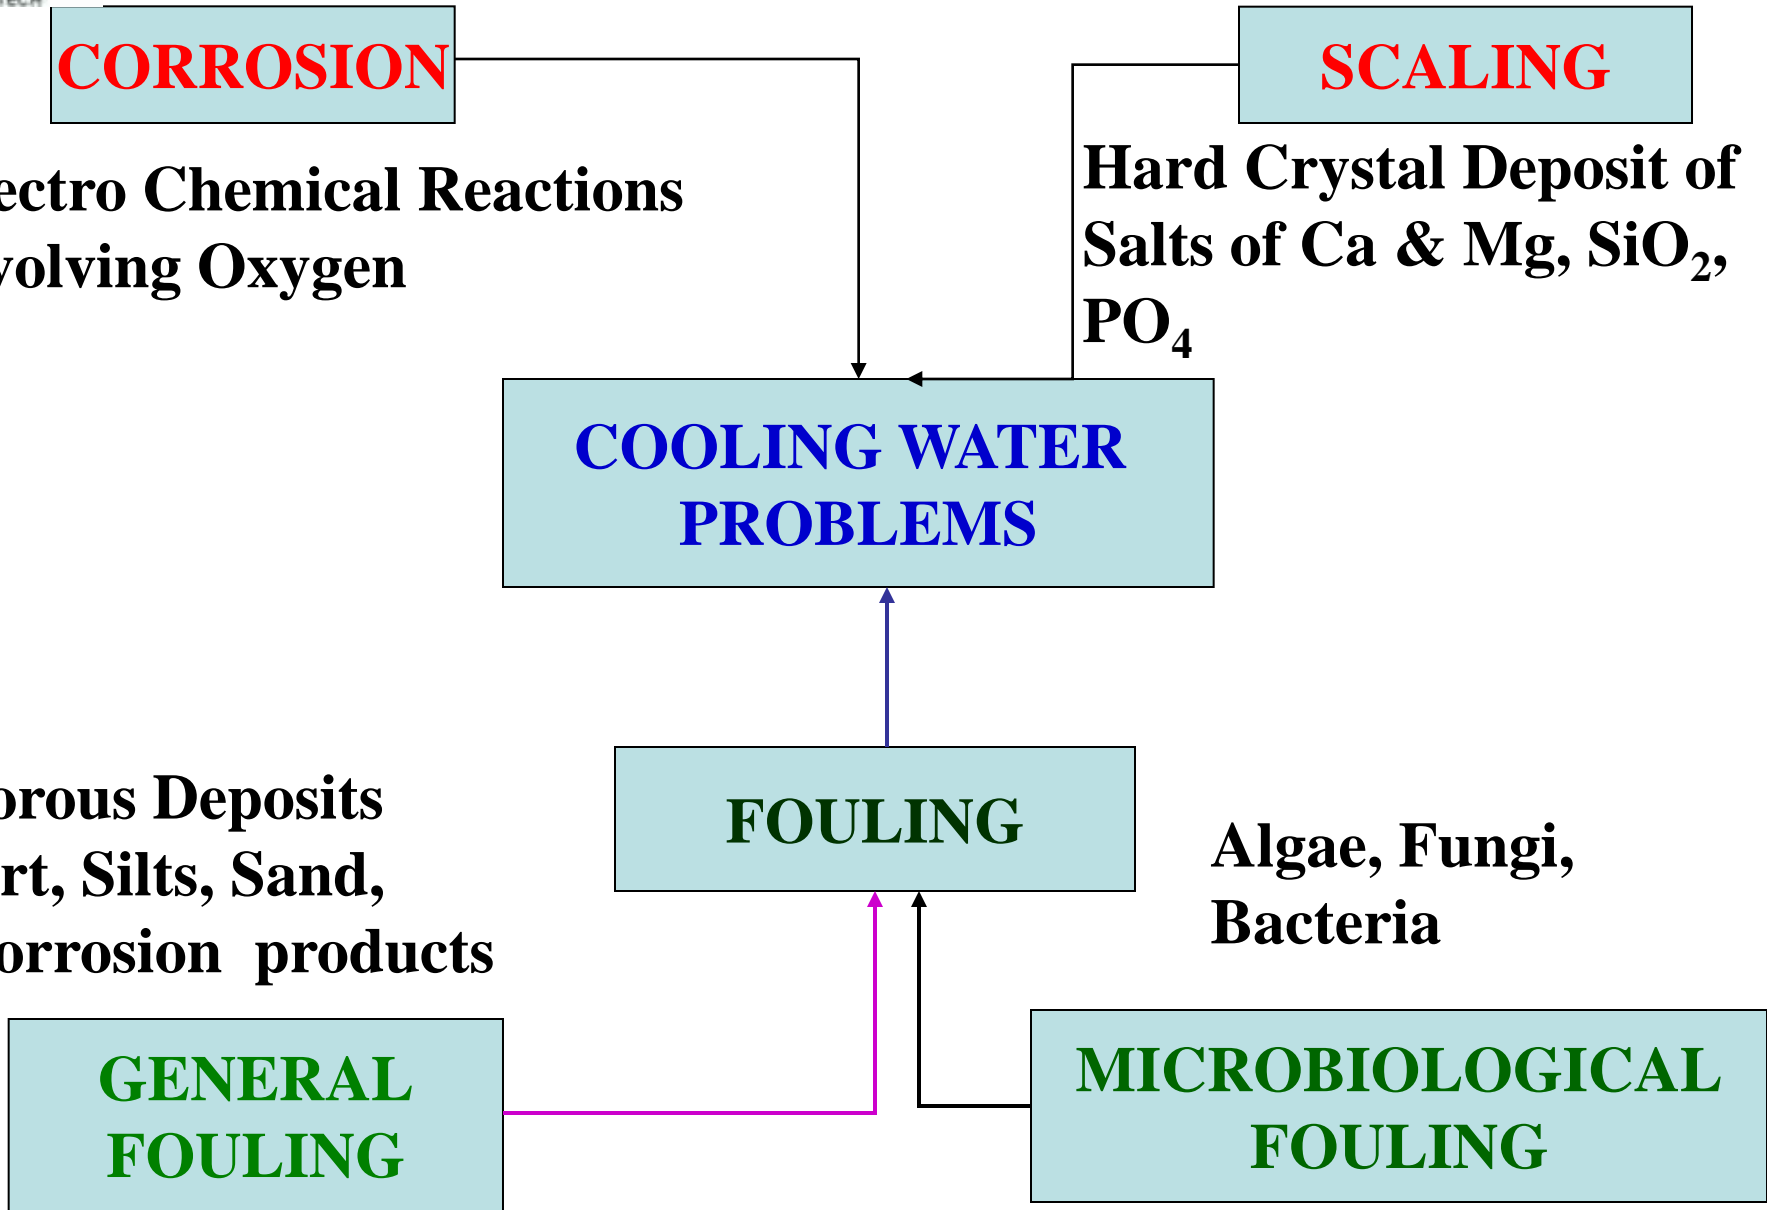 CORROSION
SCALING
ectro Chemical Reactions
volving Oxygen
Hard Crystal Deposit of
Salts of Ca & Mg, SiO₂,
PO₄
COOLING WATER
PROBLEMS
FOULING
orous Deposits
rt, Silts, Sand,
orrosion products
Algae, Fungi,
Bacteria
GENERAL
FOULING
MICROBIOLOGICAL
FOULING